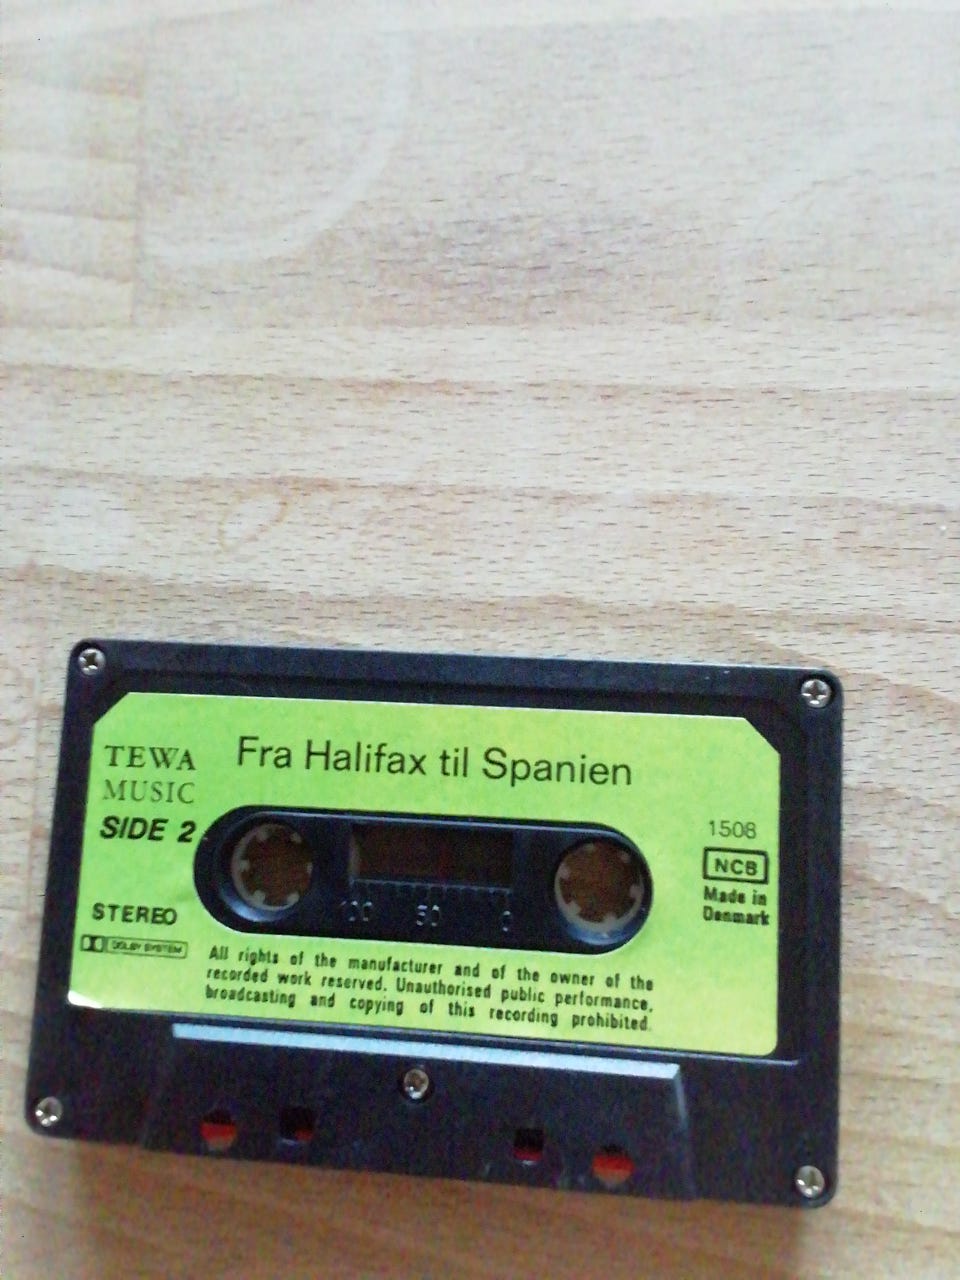 Fra Halifax til Spanien
TEWA
MUSIC
SIDE 2
1508
NCB
Made in
Denmark
STEREO
DOLBY SYSTEM
100 50 0
All rights of the manufacturer and of the owner of the
recorded work reserved. Unauthorised public performance,
broadcasting and copying of this recording prohibited.